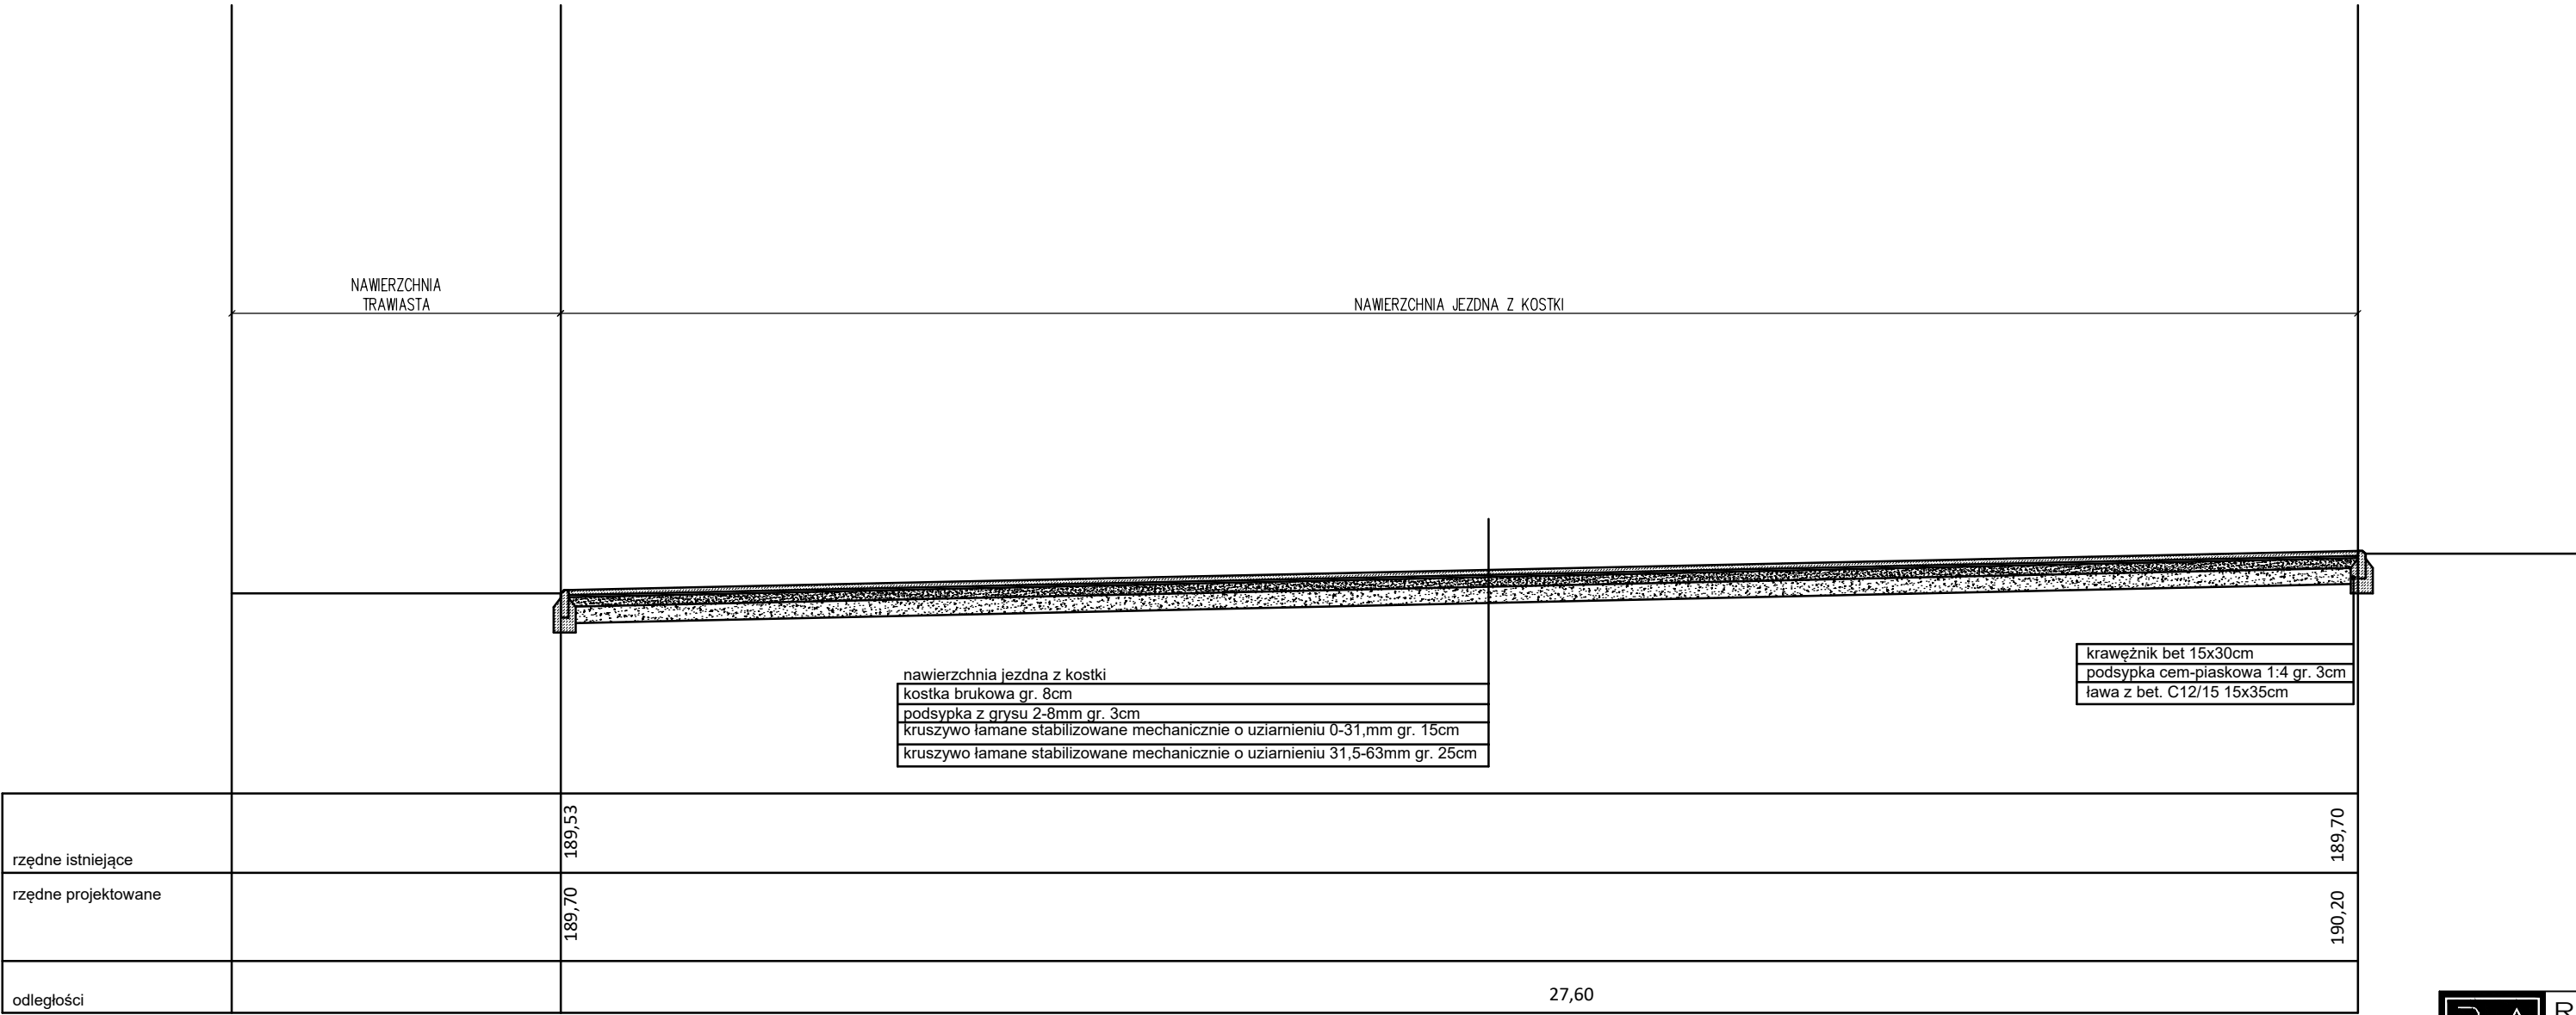 NAWIERZCHNIA
TRAWIASTA
NAWIERZCHNIA JEZDNA Z KOSTKI
krawężnik bet 15x30cm
podsypka cem-piaskowa 1:4 gr. 3cm
ława z bet. C12/15 15x35cm
nawierzchnia jezdna z kostki
kostka brukowa gr. 8cm
podsypka z grysu 2-8mm gr. 3cm
kruszywo łamane stabilizowane mechanicznie o uziarnieniu 0-31,mm gr. 15cm
kruszywo łamane stabilizowane mechanicznie o uziarnieniu 31,5-63mm gr. 25cm
rzędne istniejące
189,53
189,70
rzędne projektowane
189,70
190,20
odległości
27,60